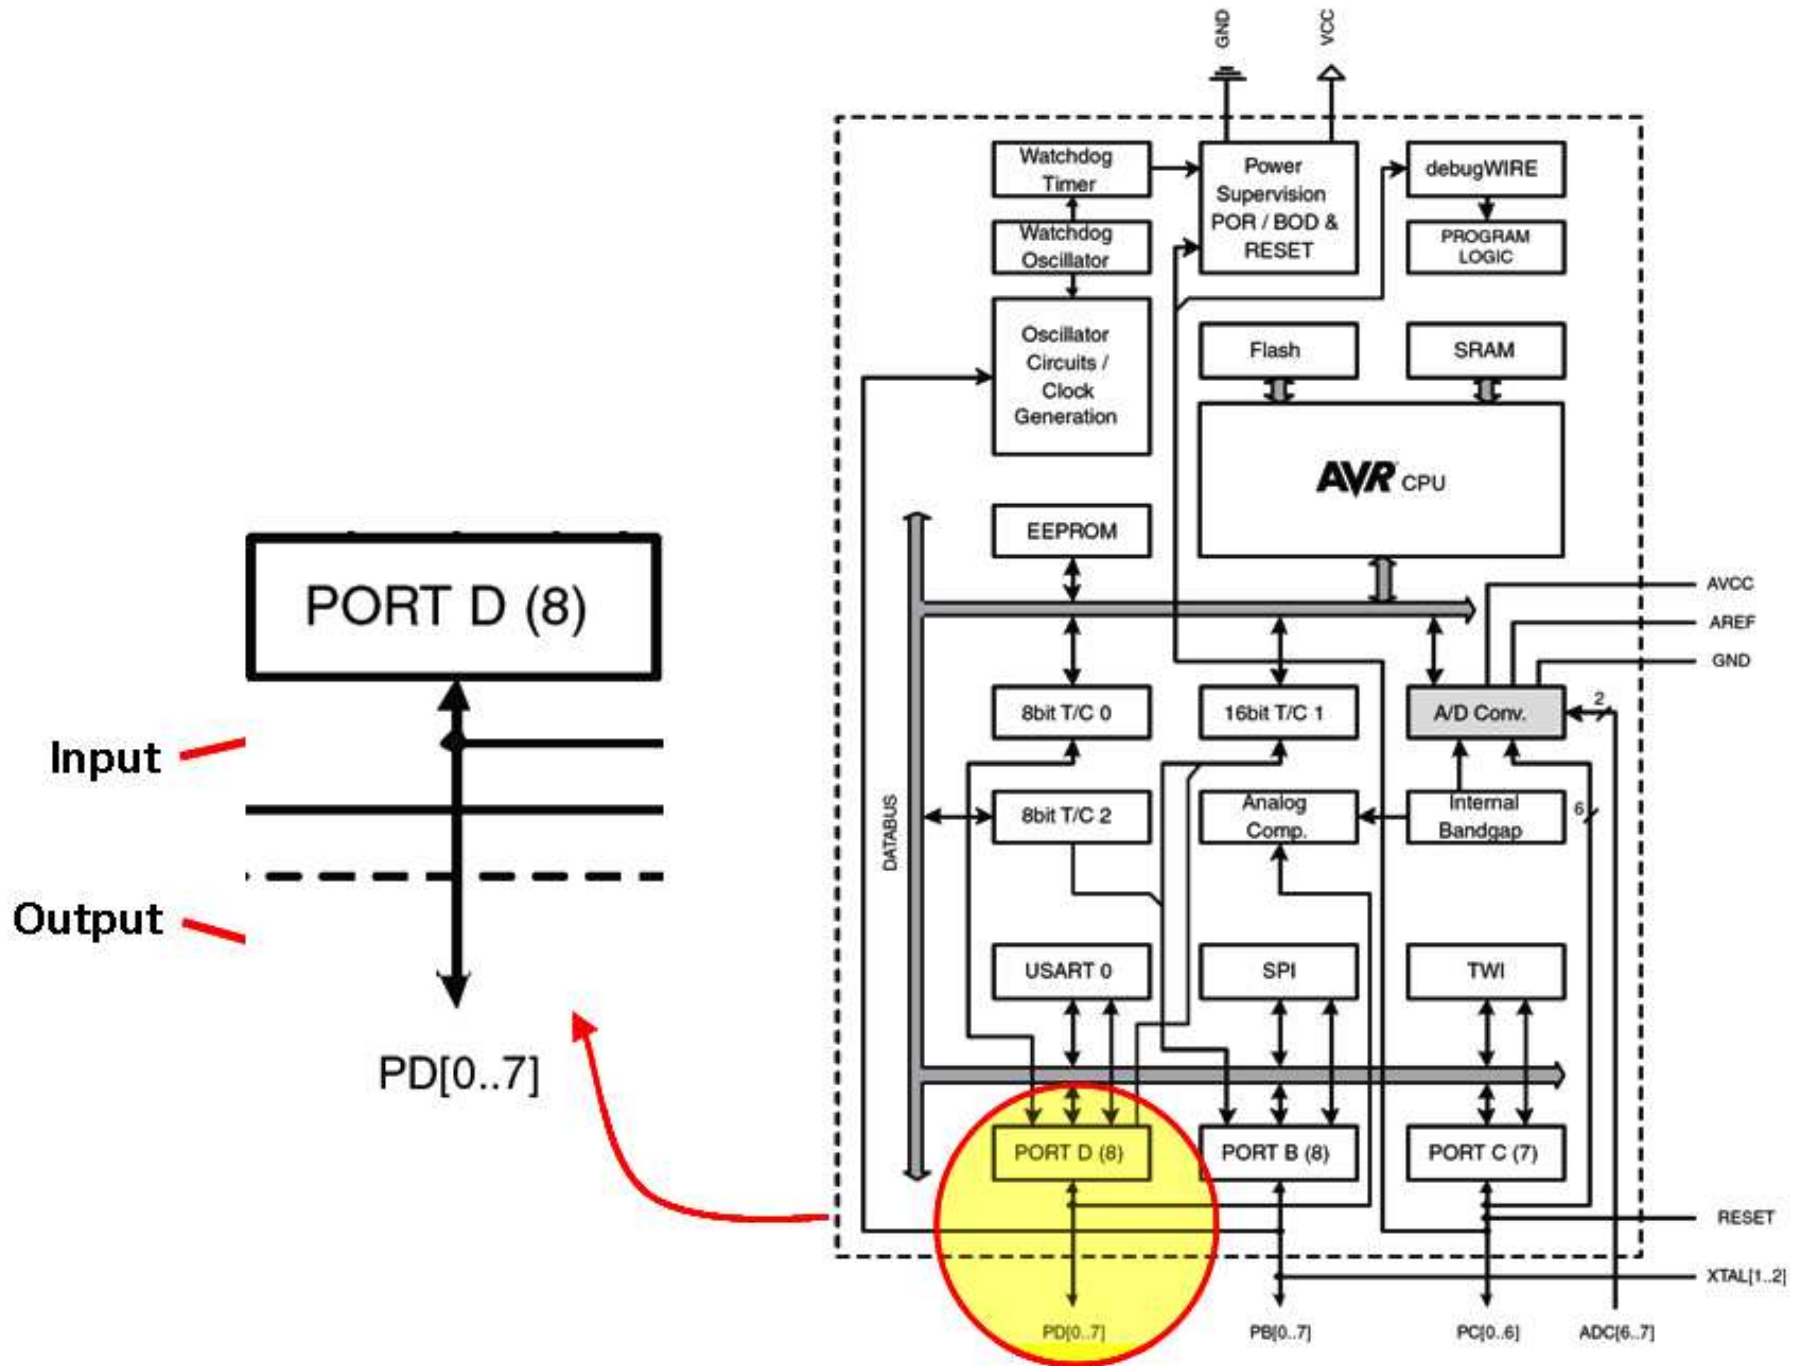 GND
VCC
Watchdog
Timer
Power
Supervision
POR / BOD &
RESET
debugWIRE
Watchdog
Oscillator
PROGRAM
LOGIC
Oscillator
Circuits /
Clock
Generation
Flash
SRAM
AVR CPU
EEPROM
PORT D (8)
AVCC
AREF
GND
8bit T/C 0
16bit T/C 1
A/D Conv.
2
Input
DATABUS
8bit T/C 2
Analog
Comp.
Internal
Bandgap
6
Output
USART 0
SPI
TWI
PD[0..7]
PORT D (8)
PORT B (8)
PORT C (7)
RESET
XTAL[1..2]
PD[0..7]
PB[0..7]
PC[0..6]
ADC[6..7]